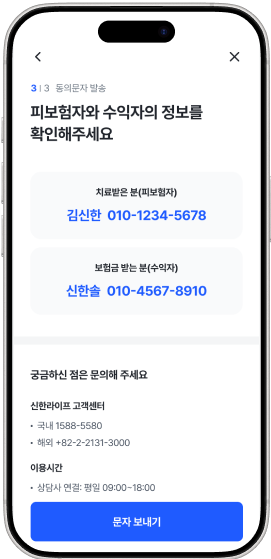 3 | 3 동의문자 발송
피보험자와 수익자의 정보를
확인해주세요
치료받은 분(피보험자)
김신한 010-1234-5678
보험금 받는 분(수익자)
신한솔 010-4567-8910
궁금하신 점은 문의해 주세요
신한라이프 고객센터
• 국내 1588-5580
• 해외 +82-2-2131-3000
이용시간
• 상담사 연결: 평일 09:00~18:00
문자 보내기